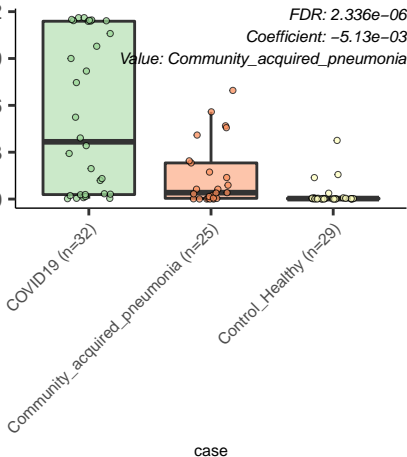 FDR: 2.336e−06
Coefficient: −5.13e−03
Value: Community_acquired_pneumonia
COVID19 (n=32)
Community_acquired_pneumonia (n=25)
Control_Healthy (n=29)
case